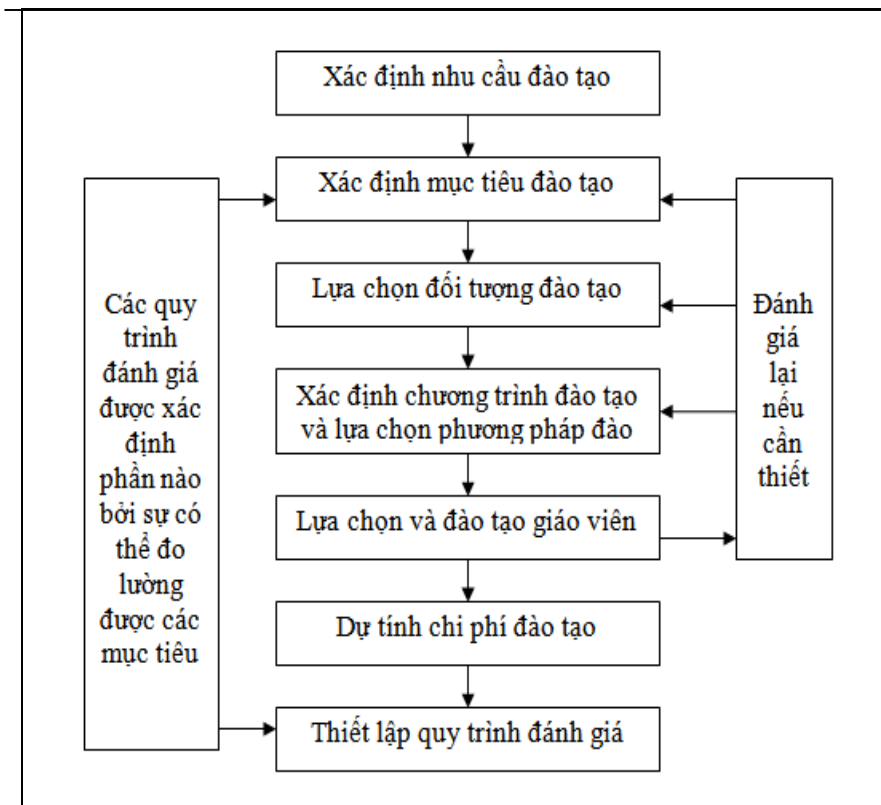 Xác định nhu cầu đào tạo
Xác định mục tiêu đào tạo
Lựa chọn đối tượng đào tạo
Xác định chương trình đào tạo
và lựa chọn phương pháp đào
Lựa chọn và đào tạo giáo viên
Dự tính chi phí đào tạo
Thiết lập quy trình đánh giá
Các quy
trình
đánh giá
được xác
định
phần nào
bởi sự có
thể đo
lường
được các
mục tiêu
Đánh
giá
lại
nếu
cần
thiết